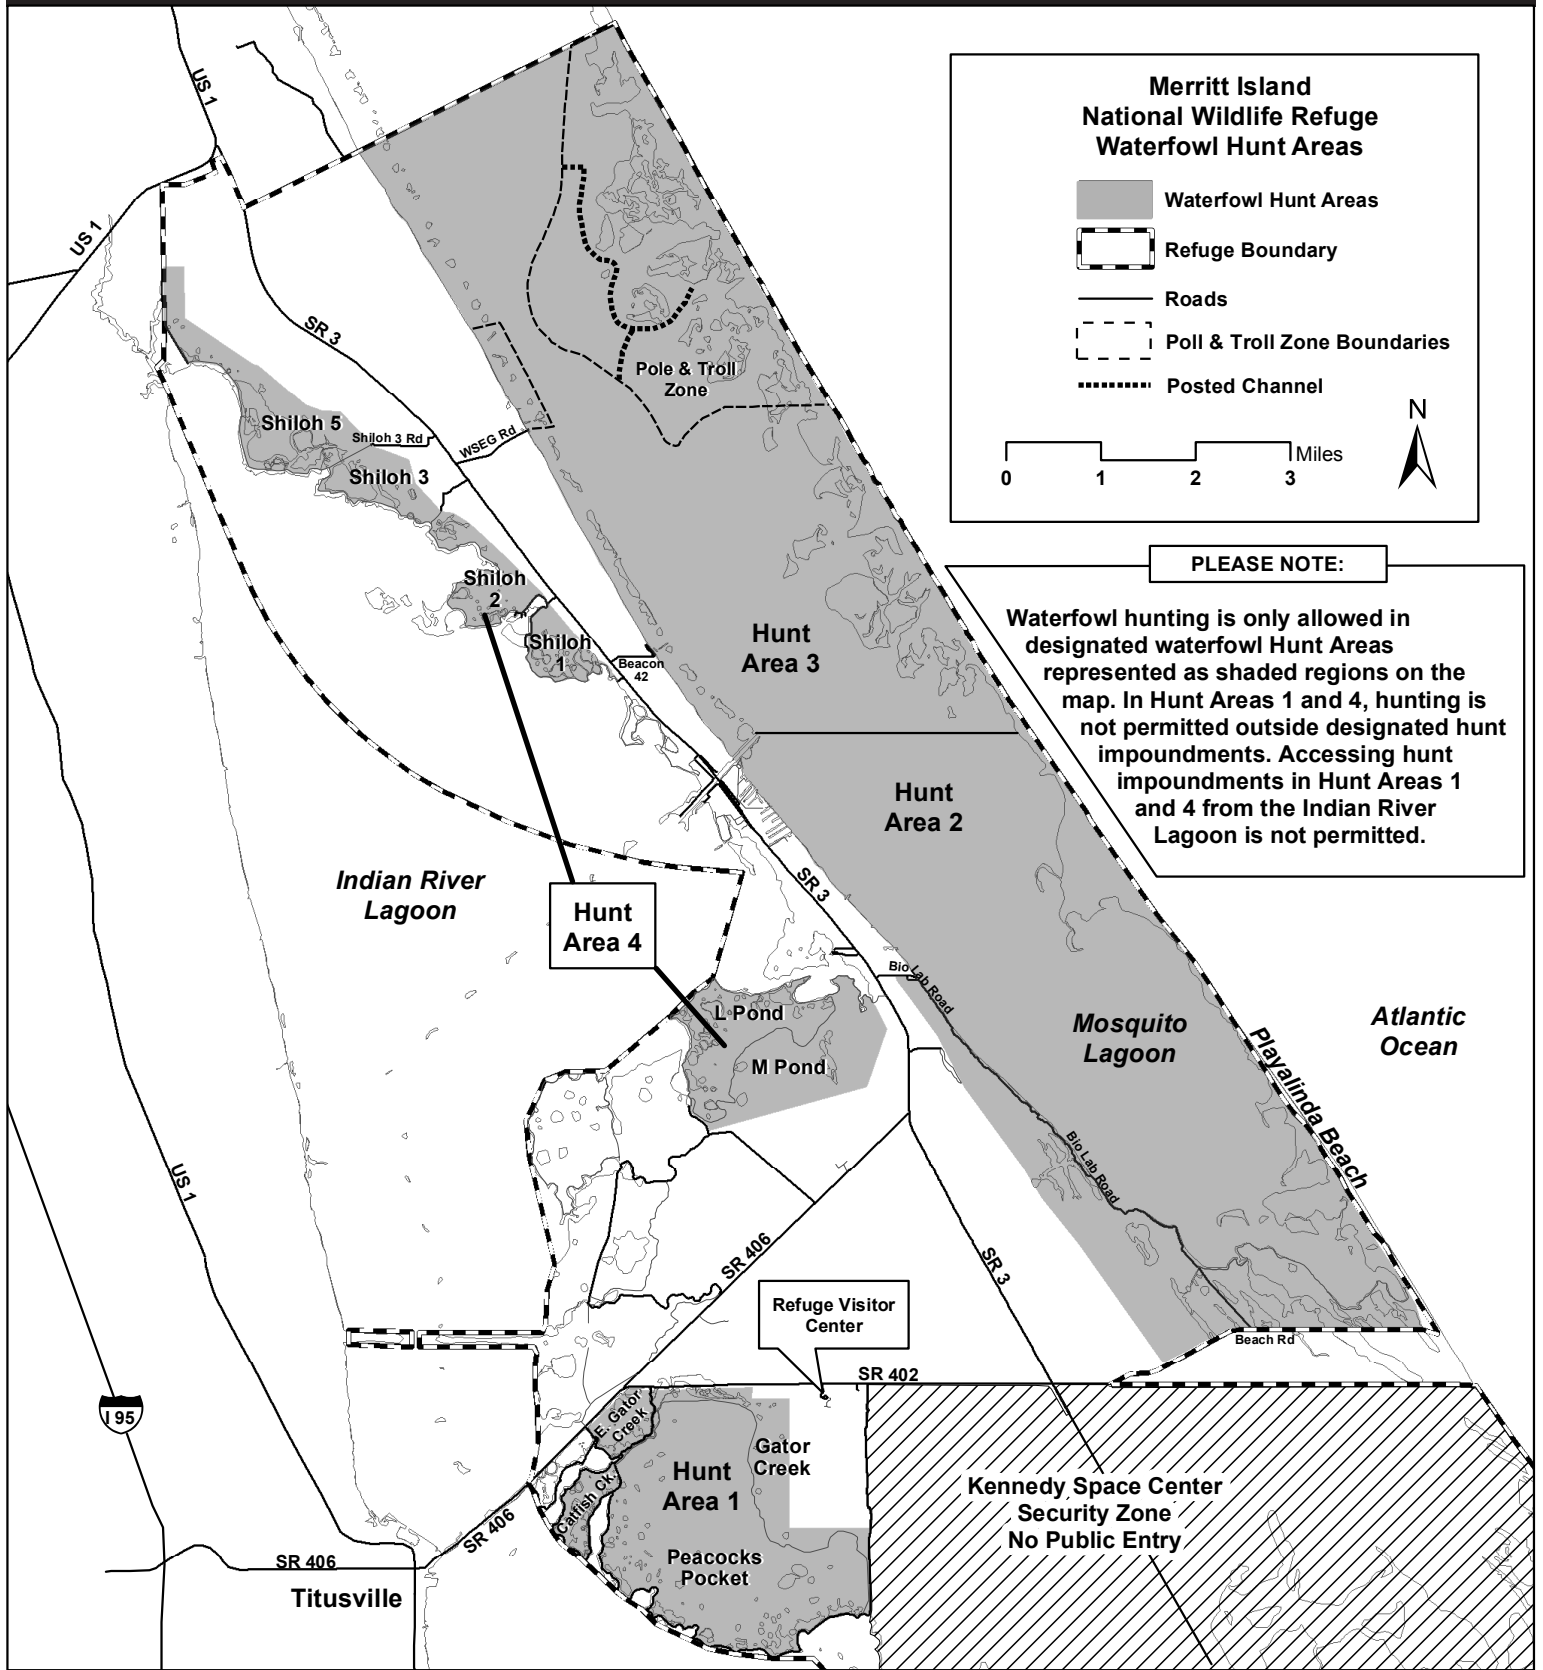 Merritt Island
National Wildlife Refuge
Waterfowl Hunt Areas
Waterfowl Hunt Areas
Refuge Boundary
Roads
Poll & Troll Zone Boundaries
Posted Channel
N
Miles
0 1 2 3
PLEASE NOTE:
Waterfowl hunting is only allowed in
designated waterfowl Hunt Areas
represented as shaded regions on the
map. In Hunt Areas 1 and 4, hunting is
not permitted outside designated hunt
impoundments. Accessing hunt
impoundments in Hunt Areas 1
and 4 from the Indian River
Lagoon is not permitted.
US 1
US 1
SR 3
Pole & Troll
Zone
Shiloh 5
Shiloh 3 Rd
WSEG Rd
Shiloh 3
Shiloh
2
Shiloh
1
Beacon
42
Hunt
Area 3
Hunt
Area 2
SR 3
Indian River
Lagoon
Hunt
Area 4
Bio Lab Road
L Pond
M Pond
Mosquito
Lagoon
Atlantic
Ocean
Playalinda Beach
Bio Lab Road
US 1
SR 406
SR 3
Refuge Visitor
Center
Beach Rd
SR 402
I 95
E. Gator
Creek
Gator
Creek
Hunt
Area 1
Catfish Ck.
Kennedy Space Center
Security Zone
No Public Entry
SR 406
SR 406
Peacocks
Pocket
Titusville